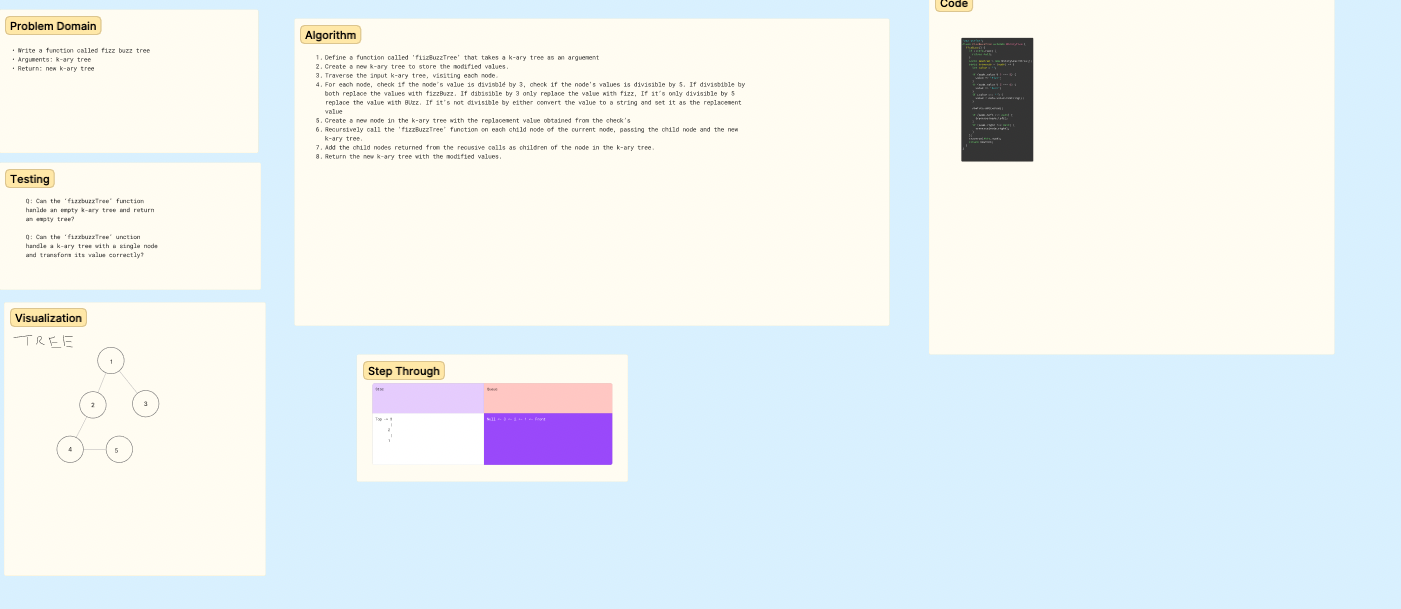 Problem Domain
• Write a function called fizz buzz tree
• Arguments: k-ary tree
• Return: new k-ary tree
Testing
Q: Can the 'fizzbuzzTree' function
hanlde an empty k-ary tree and return
an empty tree?
Q: Can the 'fizzbuzzTree' unction
handle a k-ary tree with a single node
and transform its value correctly?
Visualization
TREE
1
2
3
4
5
Algorithm
1. Define a function called 'fiizBuzzTree' that takes a k-ary tree as an arguement
2. Create a new k-ary tree to store the modified values.
3. Traverse the input k-ary tree, visiting each node.
4. For each node, check if the node's value is divisble by 3, check if the node's values is divisible by 5. If divisbible by
both replace the values with fizzBuzz. If dibisible by 3 only replace the value with fizz, If it's only divisible by 5
replace the value with BUzz. If it's not divisible by either convert the value to a string and set it as the replacement
value
5. Create a new node in the k-ary tree with the replacement value obtained from the check's
6. Recursively call the 'fizzBuzzTree' function on each child node of the current node, passing the child node and the new
k-ary tree.
7. Add the child nodes returned from the recusive calls as children of the node in the k-ary tree.
8. Return the new k-ary tree with the modified values.
Step Through
Queue
Code